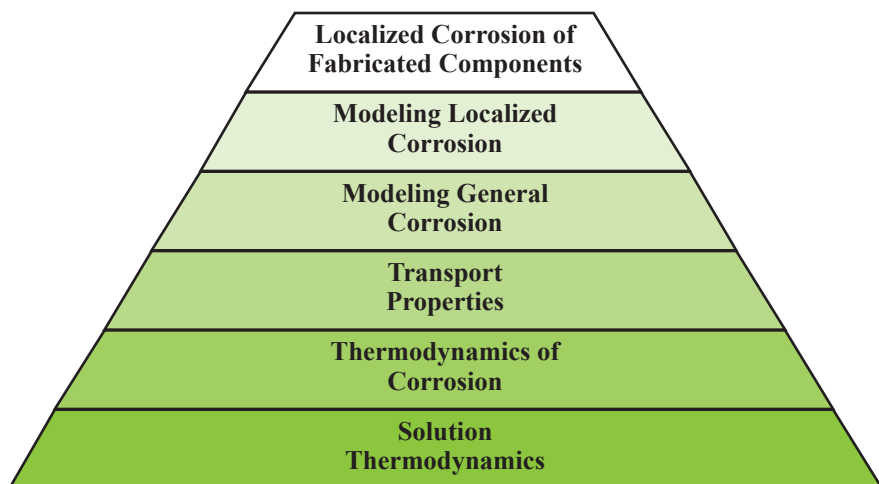 Localized Corrosion of
Fabricated Components
Modeling Localized
Corrosion
Modeling General
Corrosion
Transport
Properties
Thermodynamics of
Corrosion
Solution
Thermodynamics